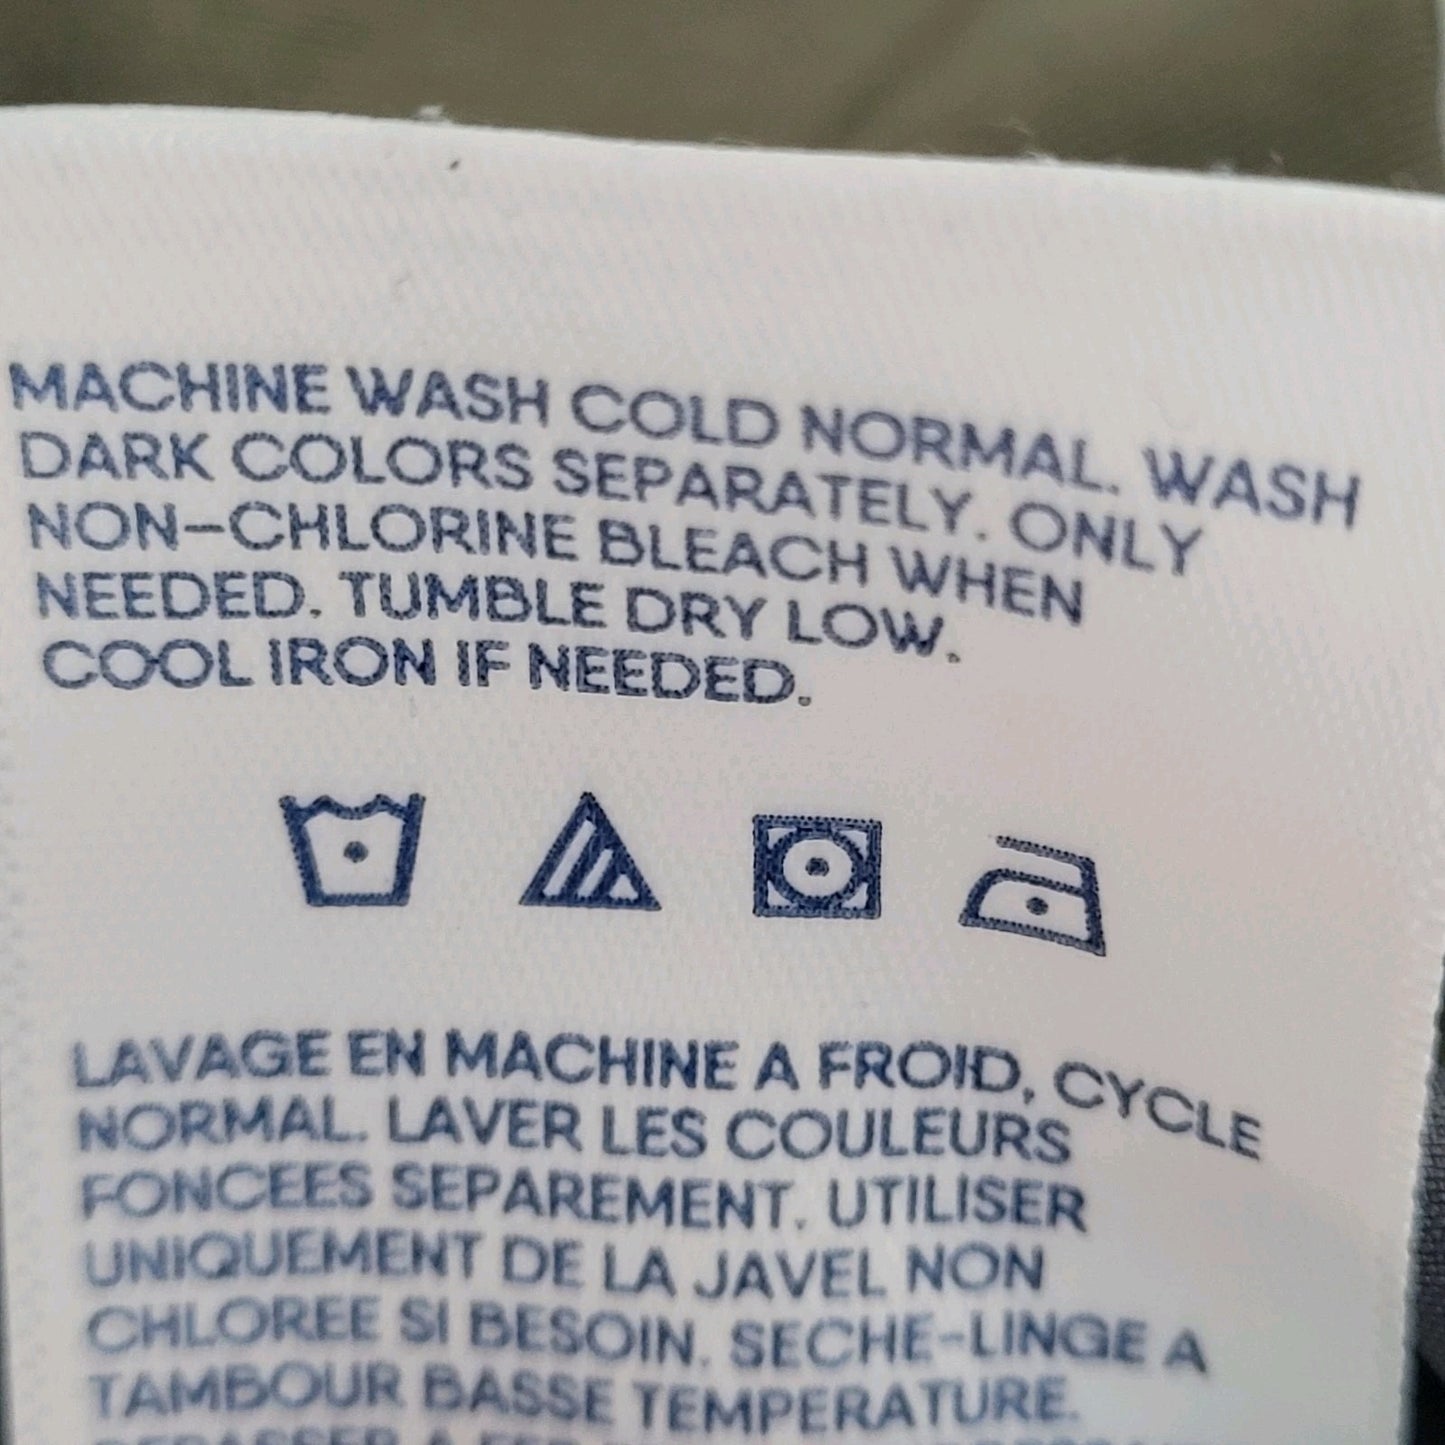 MACHINE WASH COLD NORMAL. WASH
DARK COLORS SEPARATELY. ONLY
NON-CHLORINE BLEACH WHEN
NEEDED. TUMBLE DRY LOW.
COOL IRON IF NEEDED.
LAVAGE EN MACHINE A FROID, CYCLE
NORMAL. LAVER LES COULEURS
FONCEES SEPAREMENT. UTILISER
UNIQUEMENT DE LA JAVEL NON
CHLOREE SI BESOIN. SECHE-LINGE A
TAMBOUR BASSE TEMPERATURE.